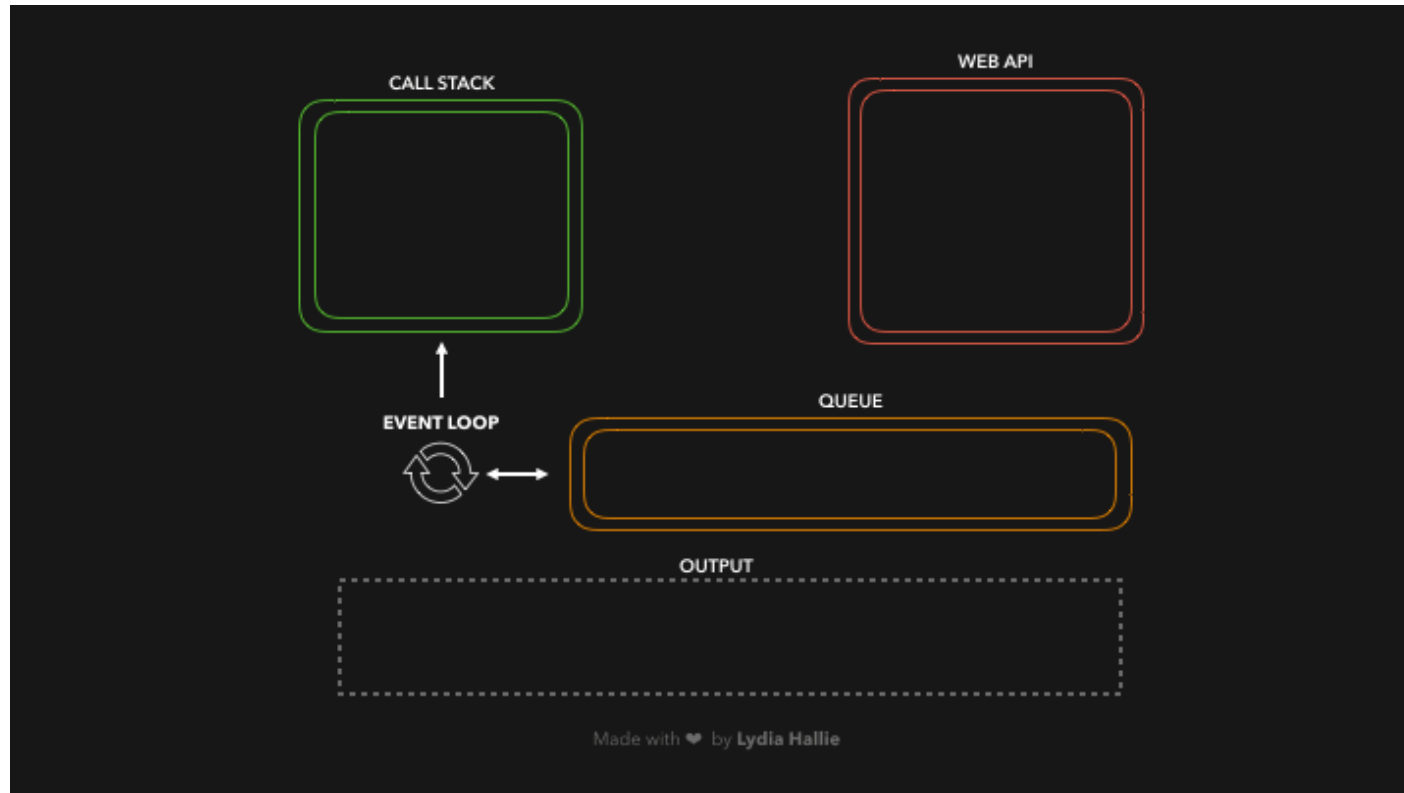 WEB API
CALL STACK
QUEUE
EVENT LOOP
OUTPUT
Made with ❤ by Lydia Hallie